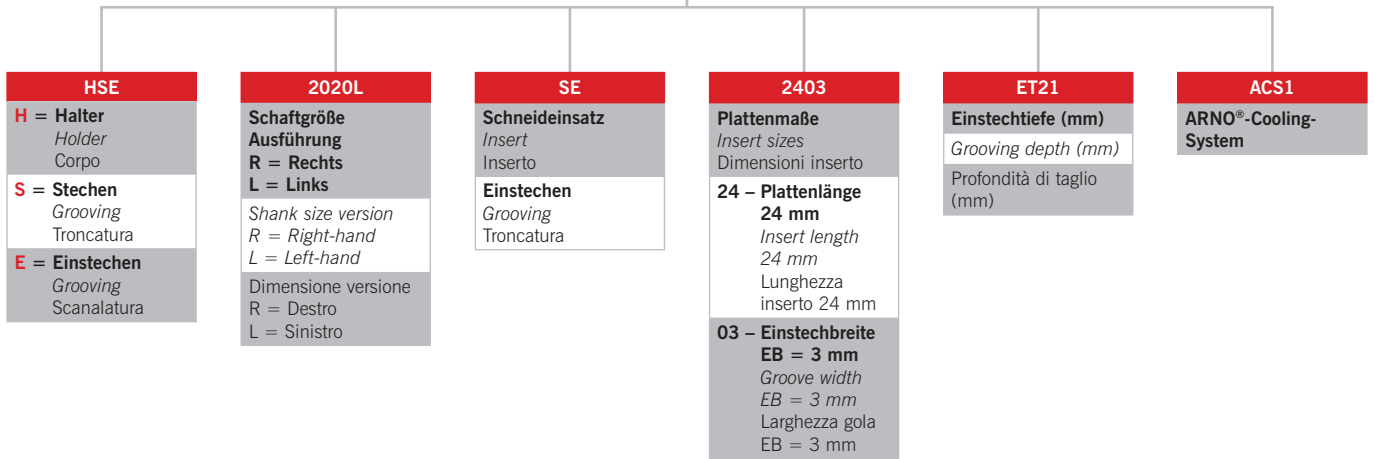 HSE
H = Halter
Holder
Corpo
S = Stechen
Grooving
Troncatura
E = Einstechen
Grooving
Scanalatura
2020L
Schaftgröße
Ausführung
R = Rechts
L = Links
Shank size version
R = Right-hand
L = Left-hand
Dimensione versione
R = Destro
L = Sinistro
SE
Schneideinsatz
Insert
Inserto
Einstechen
Grooving
Troncatura
2403
Plattenmaße
Insert sizes
Dimensioni inserto
24 – Plattenlänge
24 mm
Insert length
24 mm
Lunghezza
inserto 24 mm
03 – Einstechbreite
EB = 3 mm
Groove width
EB = 3 mm
Larghezza gola
EB = 3 mm
ET21
Einstechtiefe (mm)
Grooving depth (mm)
Profondità di taglio
(mm)
ACS1
ARNO®-Cooling-
System